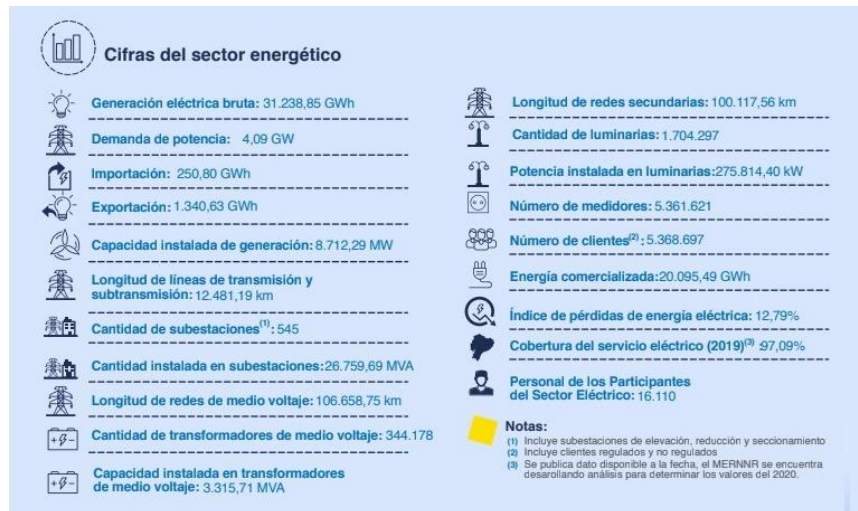 Cifras del sector energético
Generación eléctrica bruta: 31.238,85 GWh
Demanda de potencia: 4,09 GW
Importación: 250,80 GWh
Exportación: 1.340,63 GWh
Capacidad instalada de generación: 8.712,29 MW
Longitud de líneas de transmisión y
subtransmisión: 12.481,19 km
Cantidad de subestaciones(1): 545
Cantidad instalada en subestaciones:26.759,69 MVA
Longitud de redes de medio voltaje: 106.658,75 km
Cantidad de transformadores de medio voltaje: 344.178
Capacidad instalada en transformadores
de medio voltaje: 3.315,71 MVA
Longitud de redes secundarias: 100.117,56 km
Cantidad de luminarias: 1.704.297
Potencia instalada en luminarias:275.814,40 kW
Número de medidores: 5.361.621
Número de clientes(2) : 5.368.697
Energía comercializada:20.095,49 GWh
Índice de pérdidas de energía eléctrica: 12,79%
Cobertura del servicio eléctrico (2019)(3) :97,09%
Personal de los Participantes
del Sector Eléctrico: 16.110
Notas:
(1) Incluye subestaciones de elevación, reducción y seccionamiento
(2) Incluye clientes regulados y no regulados
(3) Se publica dato disponible a la fecha, el MERNNR se encuentra
desarollando análisis para determinar los valores del 2020.